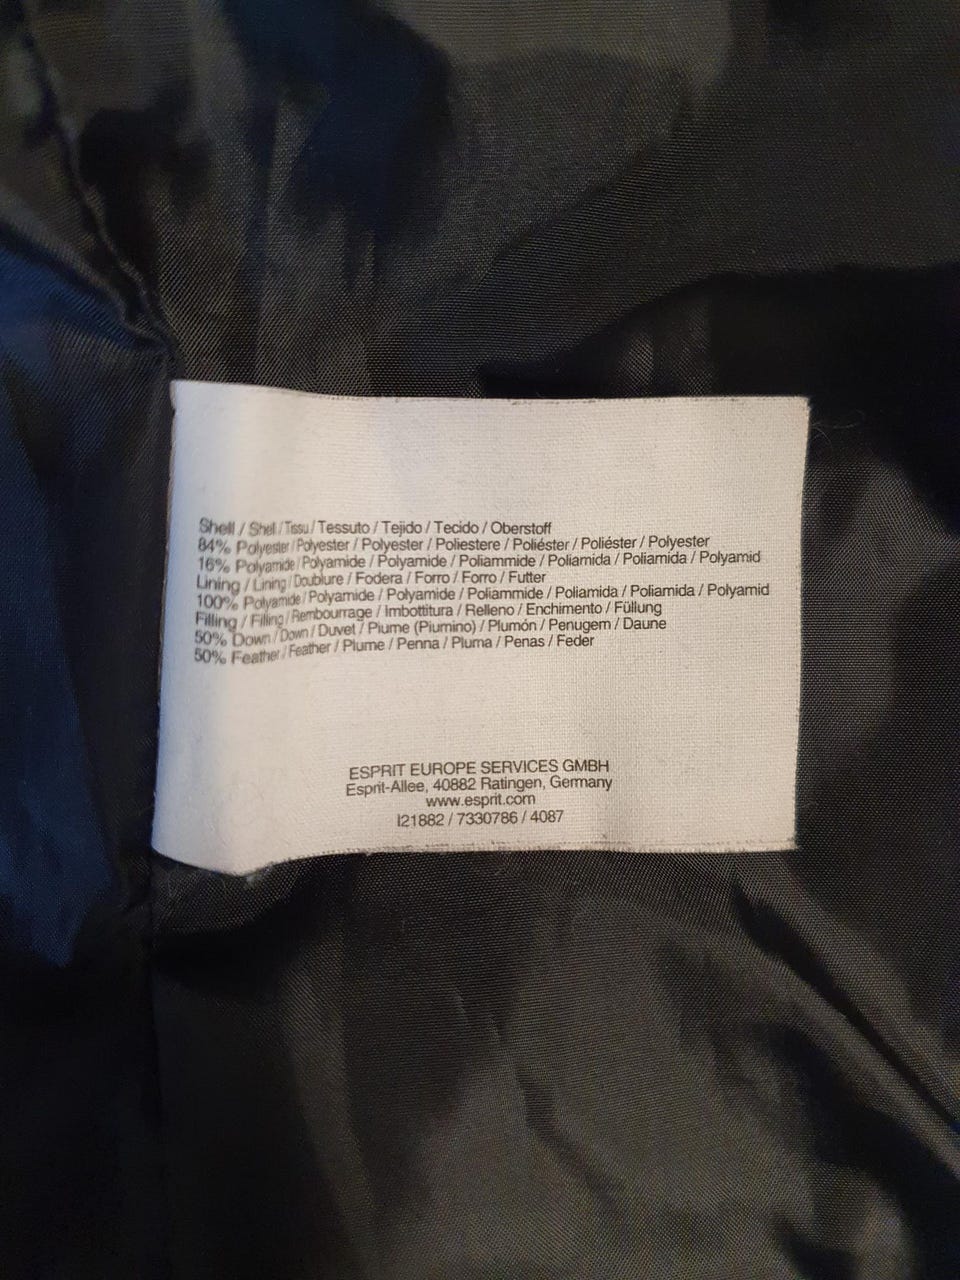 Shell / Shell / Tissu / Tessuto / Tejido / Tecido / Oberstoff
84% Polyester / Polyester / Polyester / Poliestere / Poliéster / Poliéster / Polyester
16% Polyamide / Polyamide / Polyamide / Poliammide / Poliamida / Poliamida / Polyamid
Lining / Lining / Doublure / Fodera / Forro / Forro / Futter
100% Polyamide / Polyamide / Polyamide / Poliammide / Poliamida / Poliamida / Polyamid
Filling / Filling / Rembourrage / Imbottitura / Relleno / Enchimento / Füllung
50% Down / Down / Duvet / Piume (Piumino) / Plumón / Penugem / Daune
50% Feather / Feather / Plume / Penna / Pluma / Penas / Feder
ESPRIT EUROPE SERVICES GMBH
Esprit-Allee, 40882 Ratingen, Germany
www.esprit.com
I21882 / 7330786 / 4087